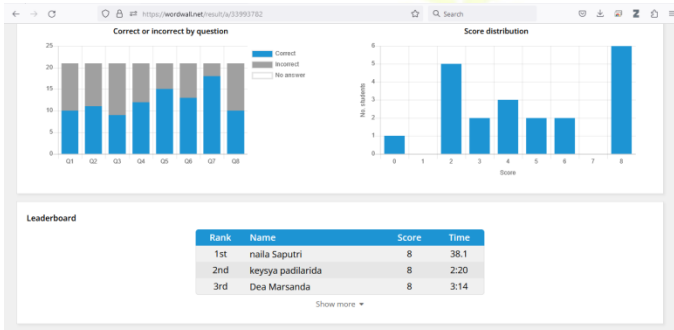 https://wordwall.net/result/a/33993782
Search
Correct or incorrect by question
25
20
15
10
5
0
Q1 Q2 Q3 Q4 Q5 Q6 Q7 Q8
Correct
Incorrect
No answer
Score distribution
No. students
6
5
4
3
2
1
0
0 1 2 3 4 5 6 7 8
Score
Leaderboard
Rank Name Score Time
1st naila Saputri 8 38.1
2nd keysya padilarida 8 2:20
3rd Dea Marsanda 8 3:14
Show more